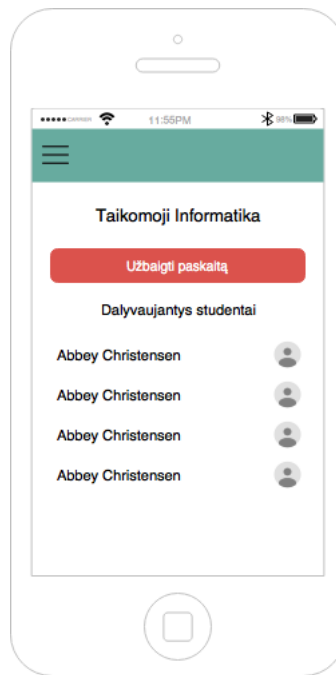 CARRIER 11:55PM 98%
Taikomoji Informatika
Užbaigti paskaitą
Dalyvaujantys studentai
Abbey Christensen
Abbey Christensen
Abbey Christensen
Abbey Christensen